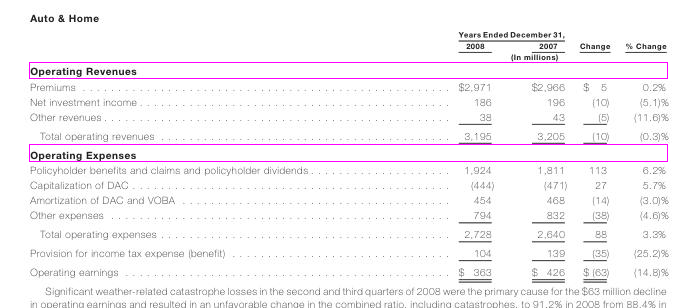 Auto & Home
Years Ended December 31,
2008 2007 Change % Change
(In millions)
Operating Revenues
Premiums . . . . . . . . . . . . . . . . . . . . . . . . . . . . . . $2,971 $2,966 $ 5 0.2%
Net investment income . . . . . . . . . . . . . . . . . . . . . . . . . 186 196 (10) (5.1)%
Other revenues . . . . . . . . . . . . . . . . . . . . . . . . . . . . 38 43 (5) (11.6)%
Total operating revenues . . . . . . . . . . . . . . . . . . . . . . . 3,195 3,205 (10) (0.3)%
Operating Expenses
Policyholder benefits and claims and policyholder dividends . . . . . . . . . . 1,924 1,811 113 6.2%
Capitalization of DAC . . . . . . . . . . . . . . . . . . . . . . . . . (444) (471) 27 5.7%
Amortization of DAC and VOBA . . . . . . . . . . . . . . . . . . . . . 454 468 (14) (3.0)%
Other expenses . . . . . . . . . . . . . . . . . . . . . . . . . . . . 794 832 (38) (4.6)%
Total operating expenses . . . . . . . . . . . . . . . . . . . . . . . 2,728 2,640 88 3.3%
Provision for income tax expense (benefit) . . . . . . . . . . . . . . . . . 104 139 (35) (25.2)%
Operating earnings . . . . . . . . . . . . . . . . . . . . . . . . . . $ 363 $ 426 $ (63) (14.8)%
Significant weather-related catastrophe losses in the second and third quarters of 2008 were the primary cause for the $63 million decline
in operating earnings and resulted in an unfavorable change in the combined ratio, including catastrophes, to 91.2% in 2008 from 88.4% in